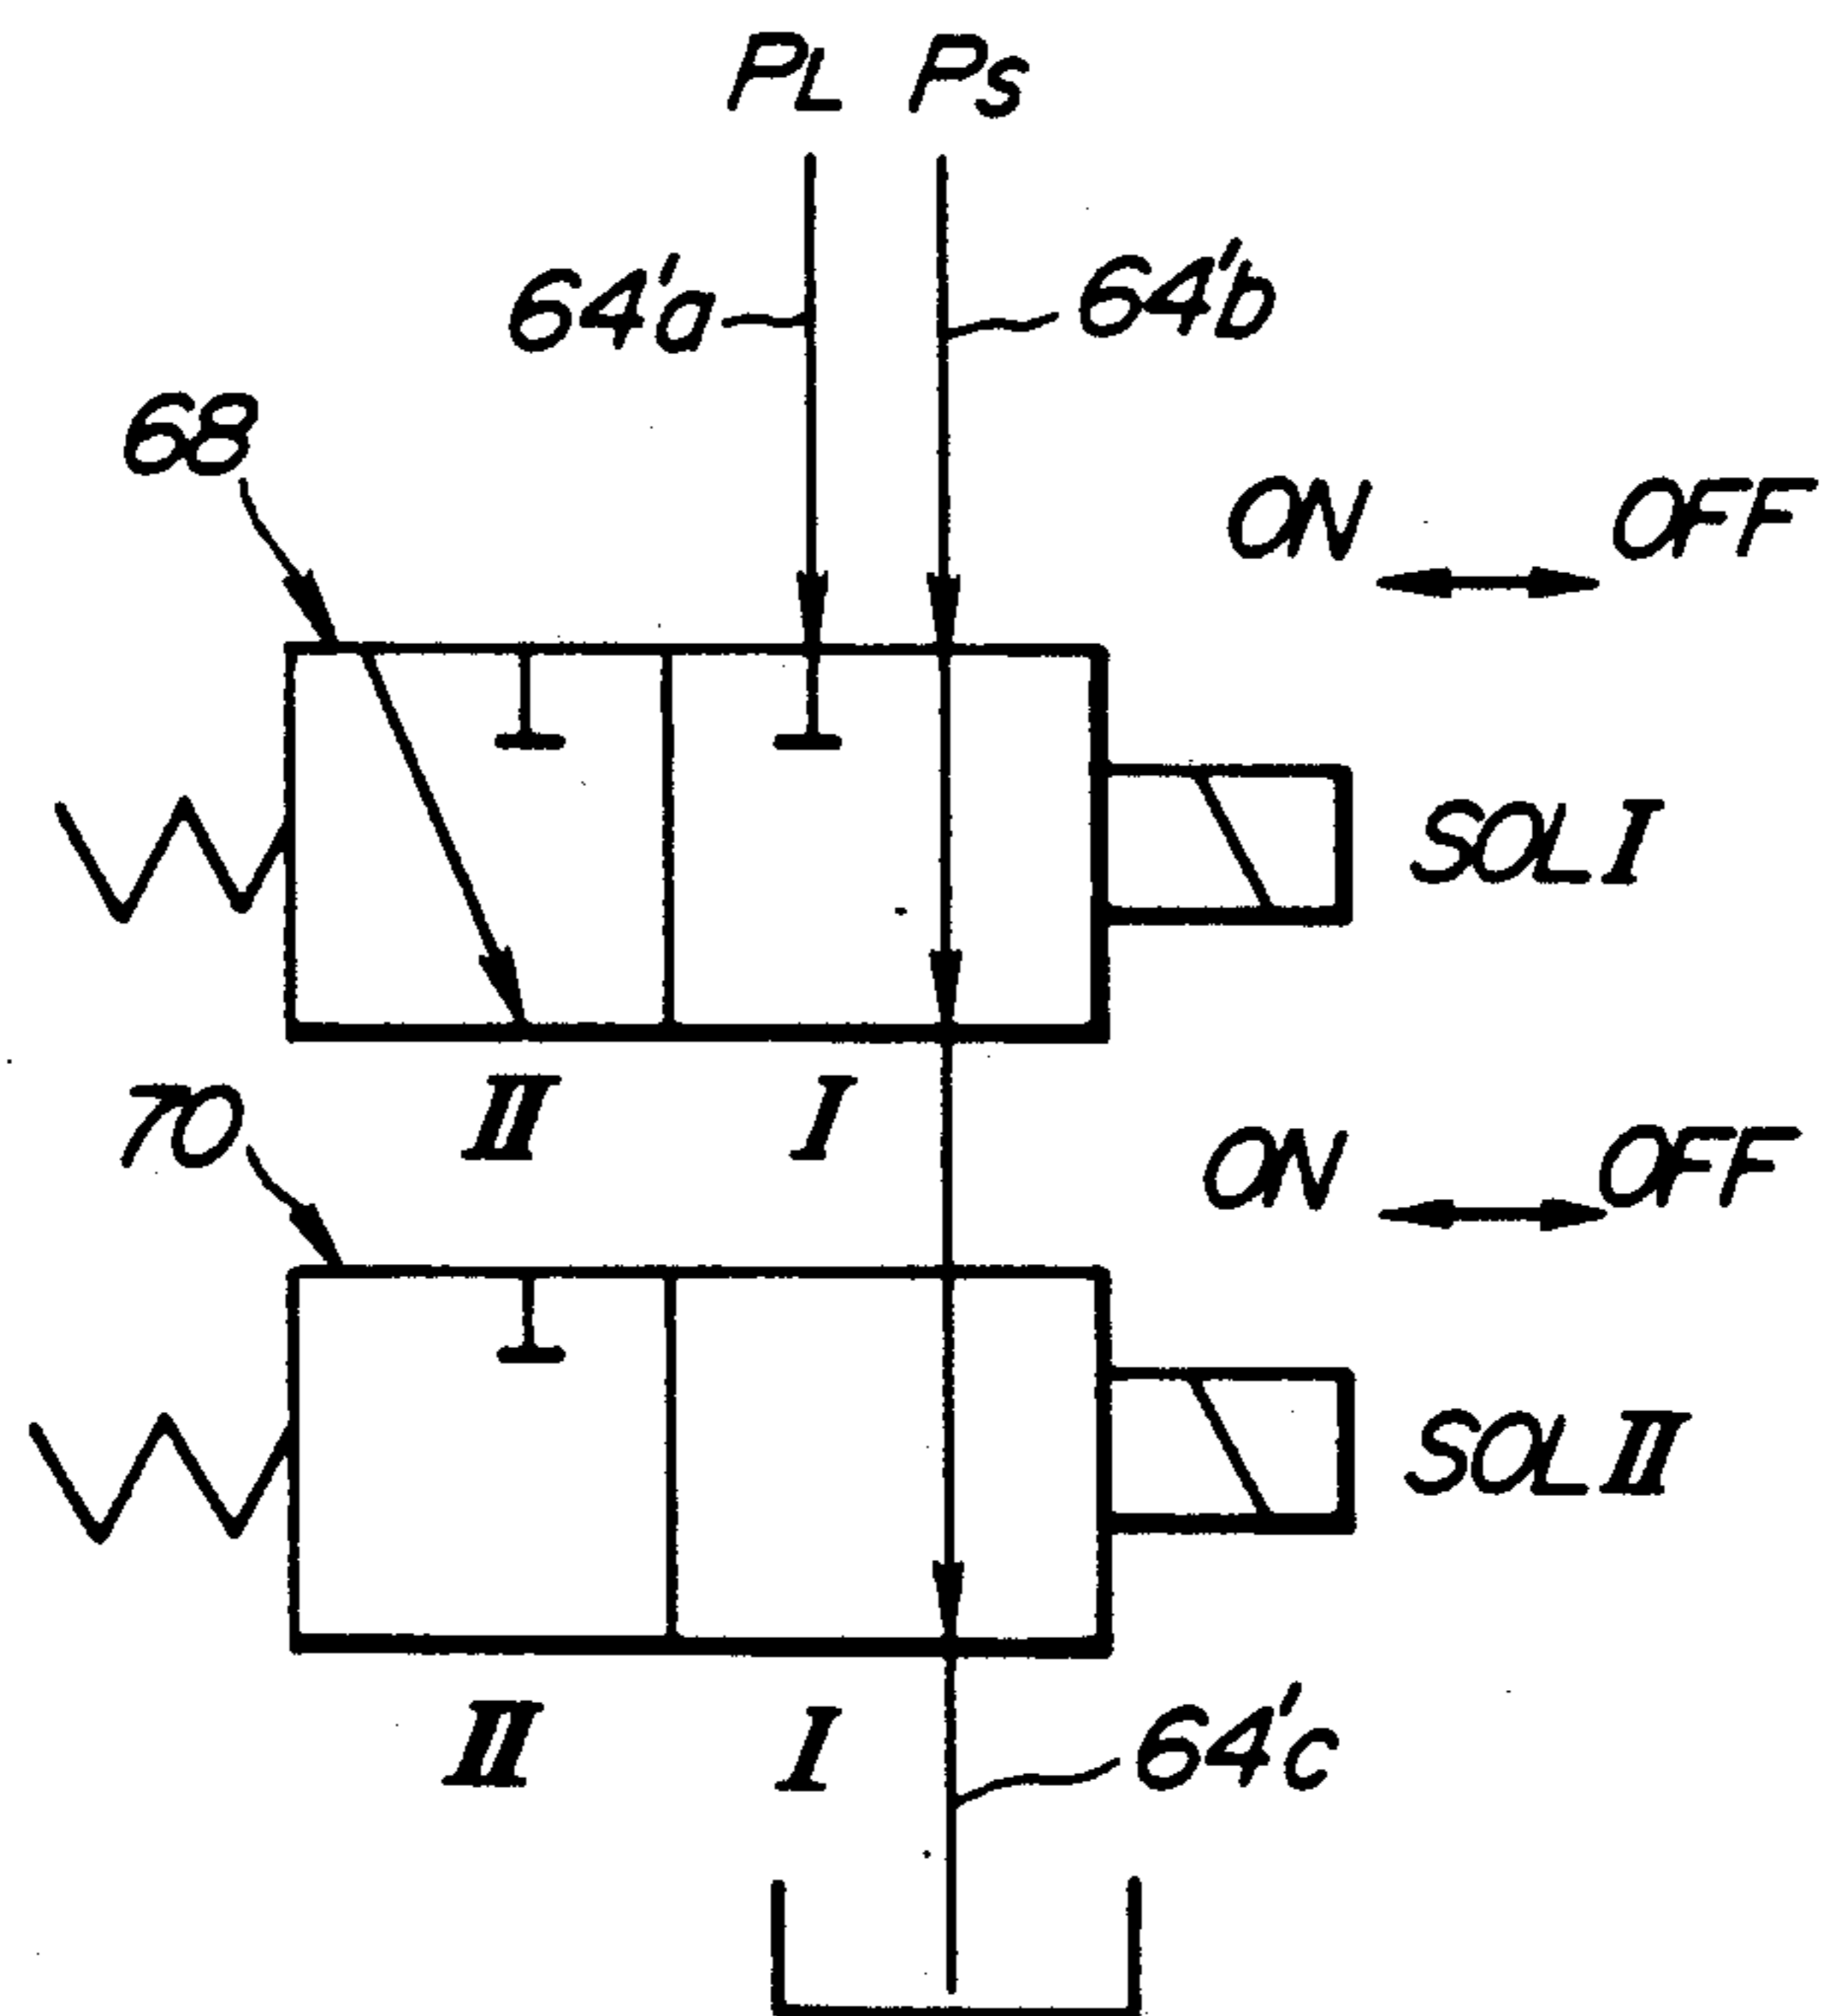 PL PS
64'a 64'b
68
ON OFF
SOL I
II I
70
ON OFF
SOL II
II I
64'c